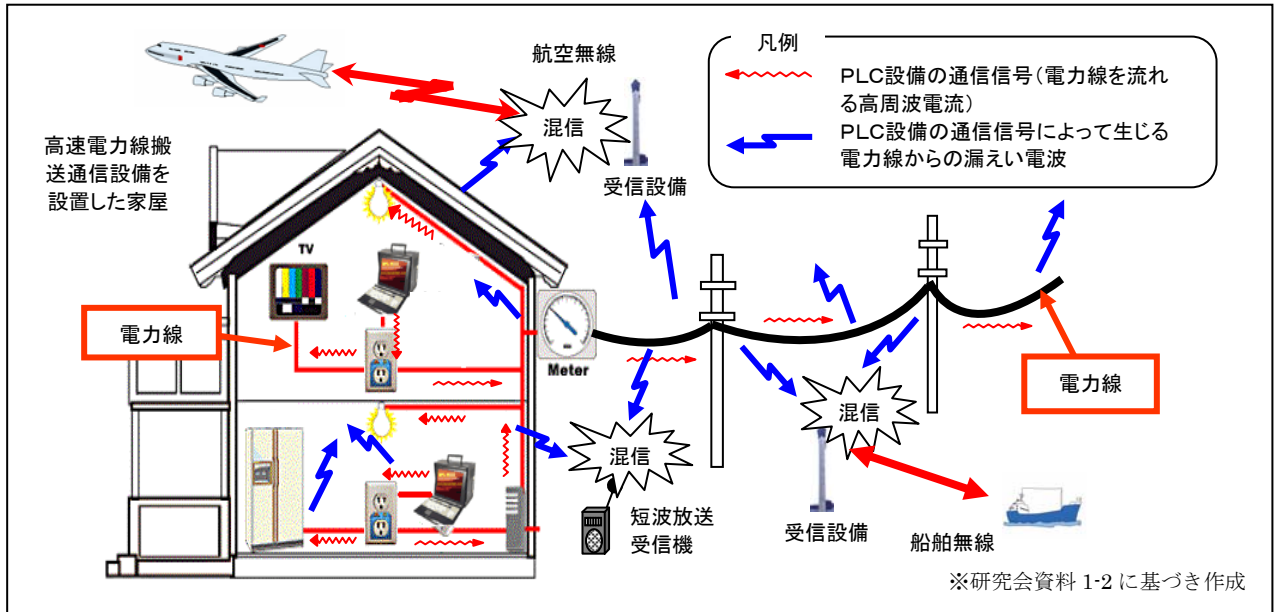 凡例
PLC設備の通信信号(電力線を流れ
る高周波電流)
PLC設備の通信信号によって生じる
電力線からの漏えい電波
航空無線
混信
受信設備
高速電力線搬
送通信設備を
設置した家屋
TV
電力線
Meter
電力線
混信
混信
短波放送
受信機
受信設備
船舶無線
※研究会資料 1-2 に基づき作成